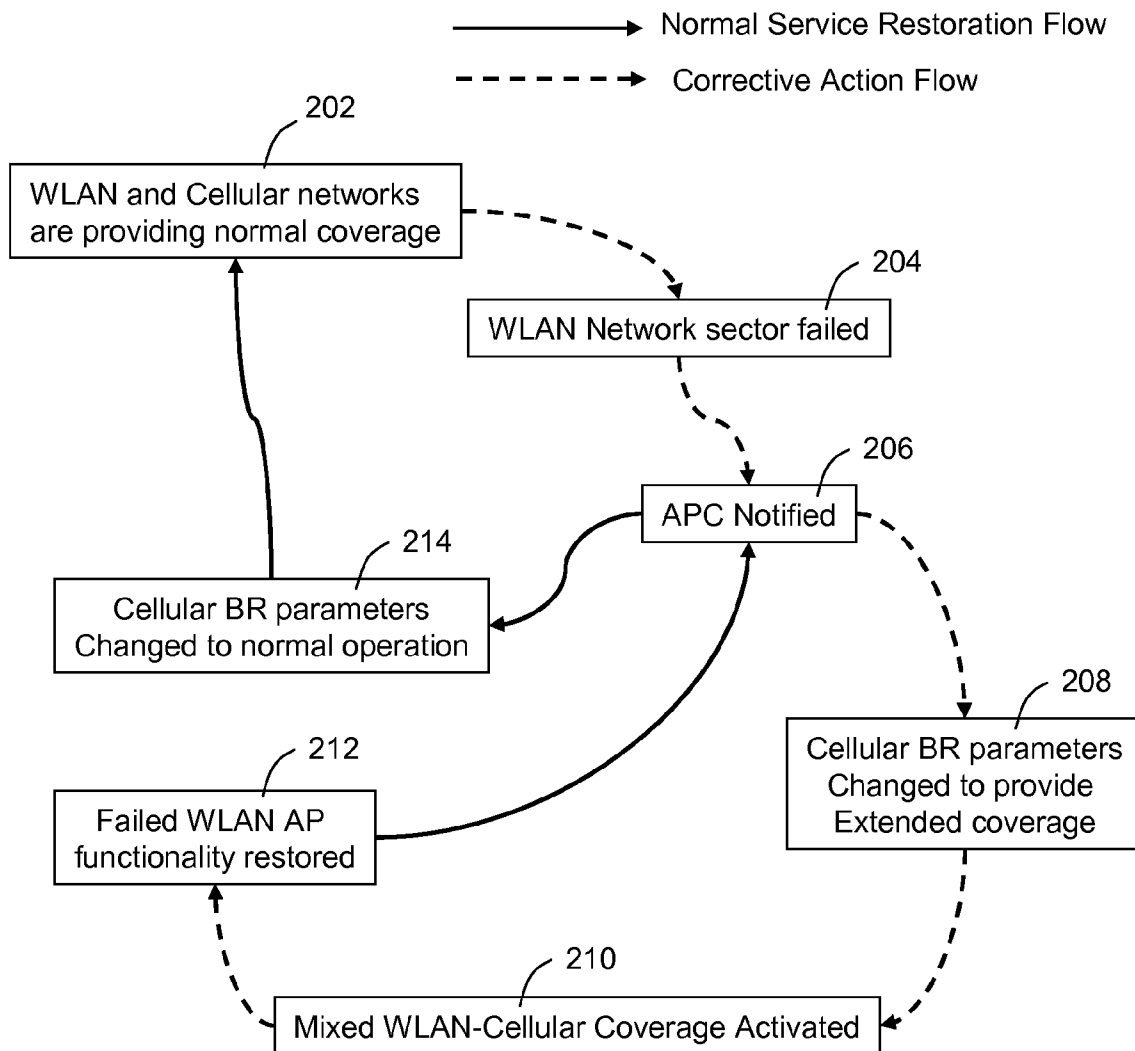 Normal Service Restoration Flow
Corrective Action Flow
202
WLAN and Cellular networks
are providing normal coverage
204
WLAN Network sector failed
206
APC Notified
214
Cellular BR parameters
Changed to normal operation
208
Cellular BR parameters
Changed to provide
Extended coverage
212
Failed WLAN AP
functionality restored
210
Mixed WLAN-Cellular Coverage Activated